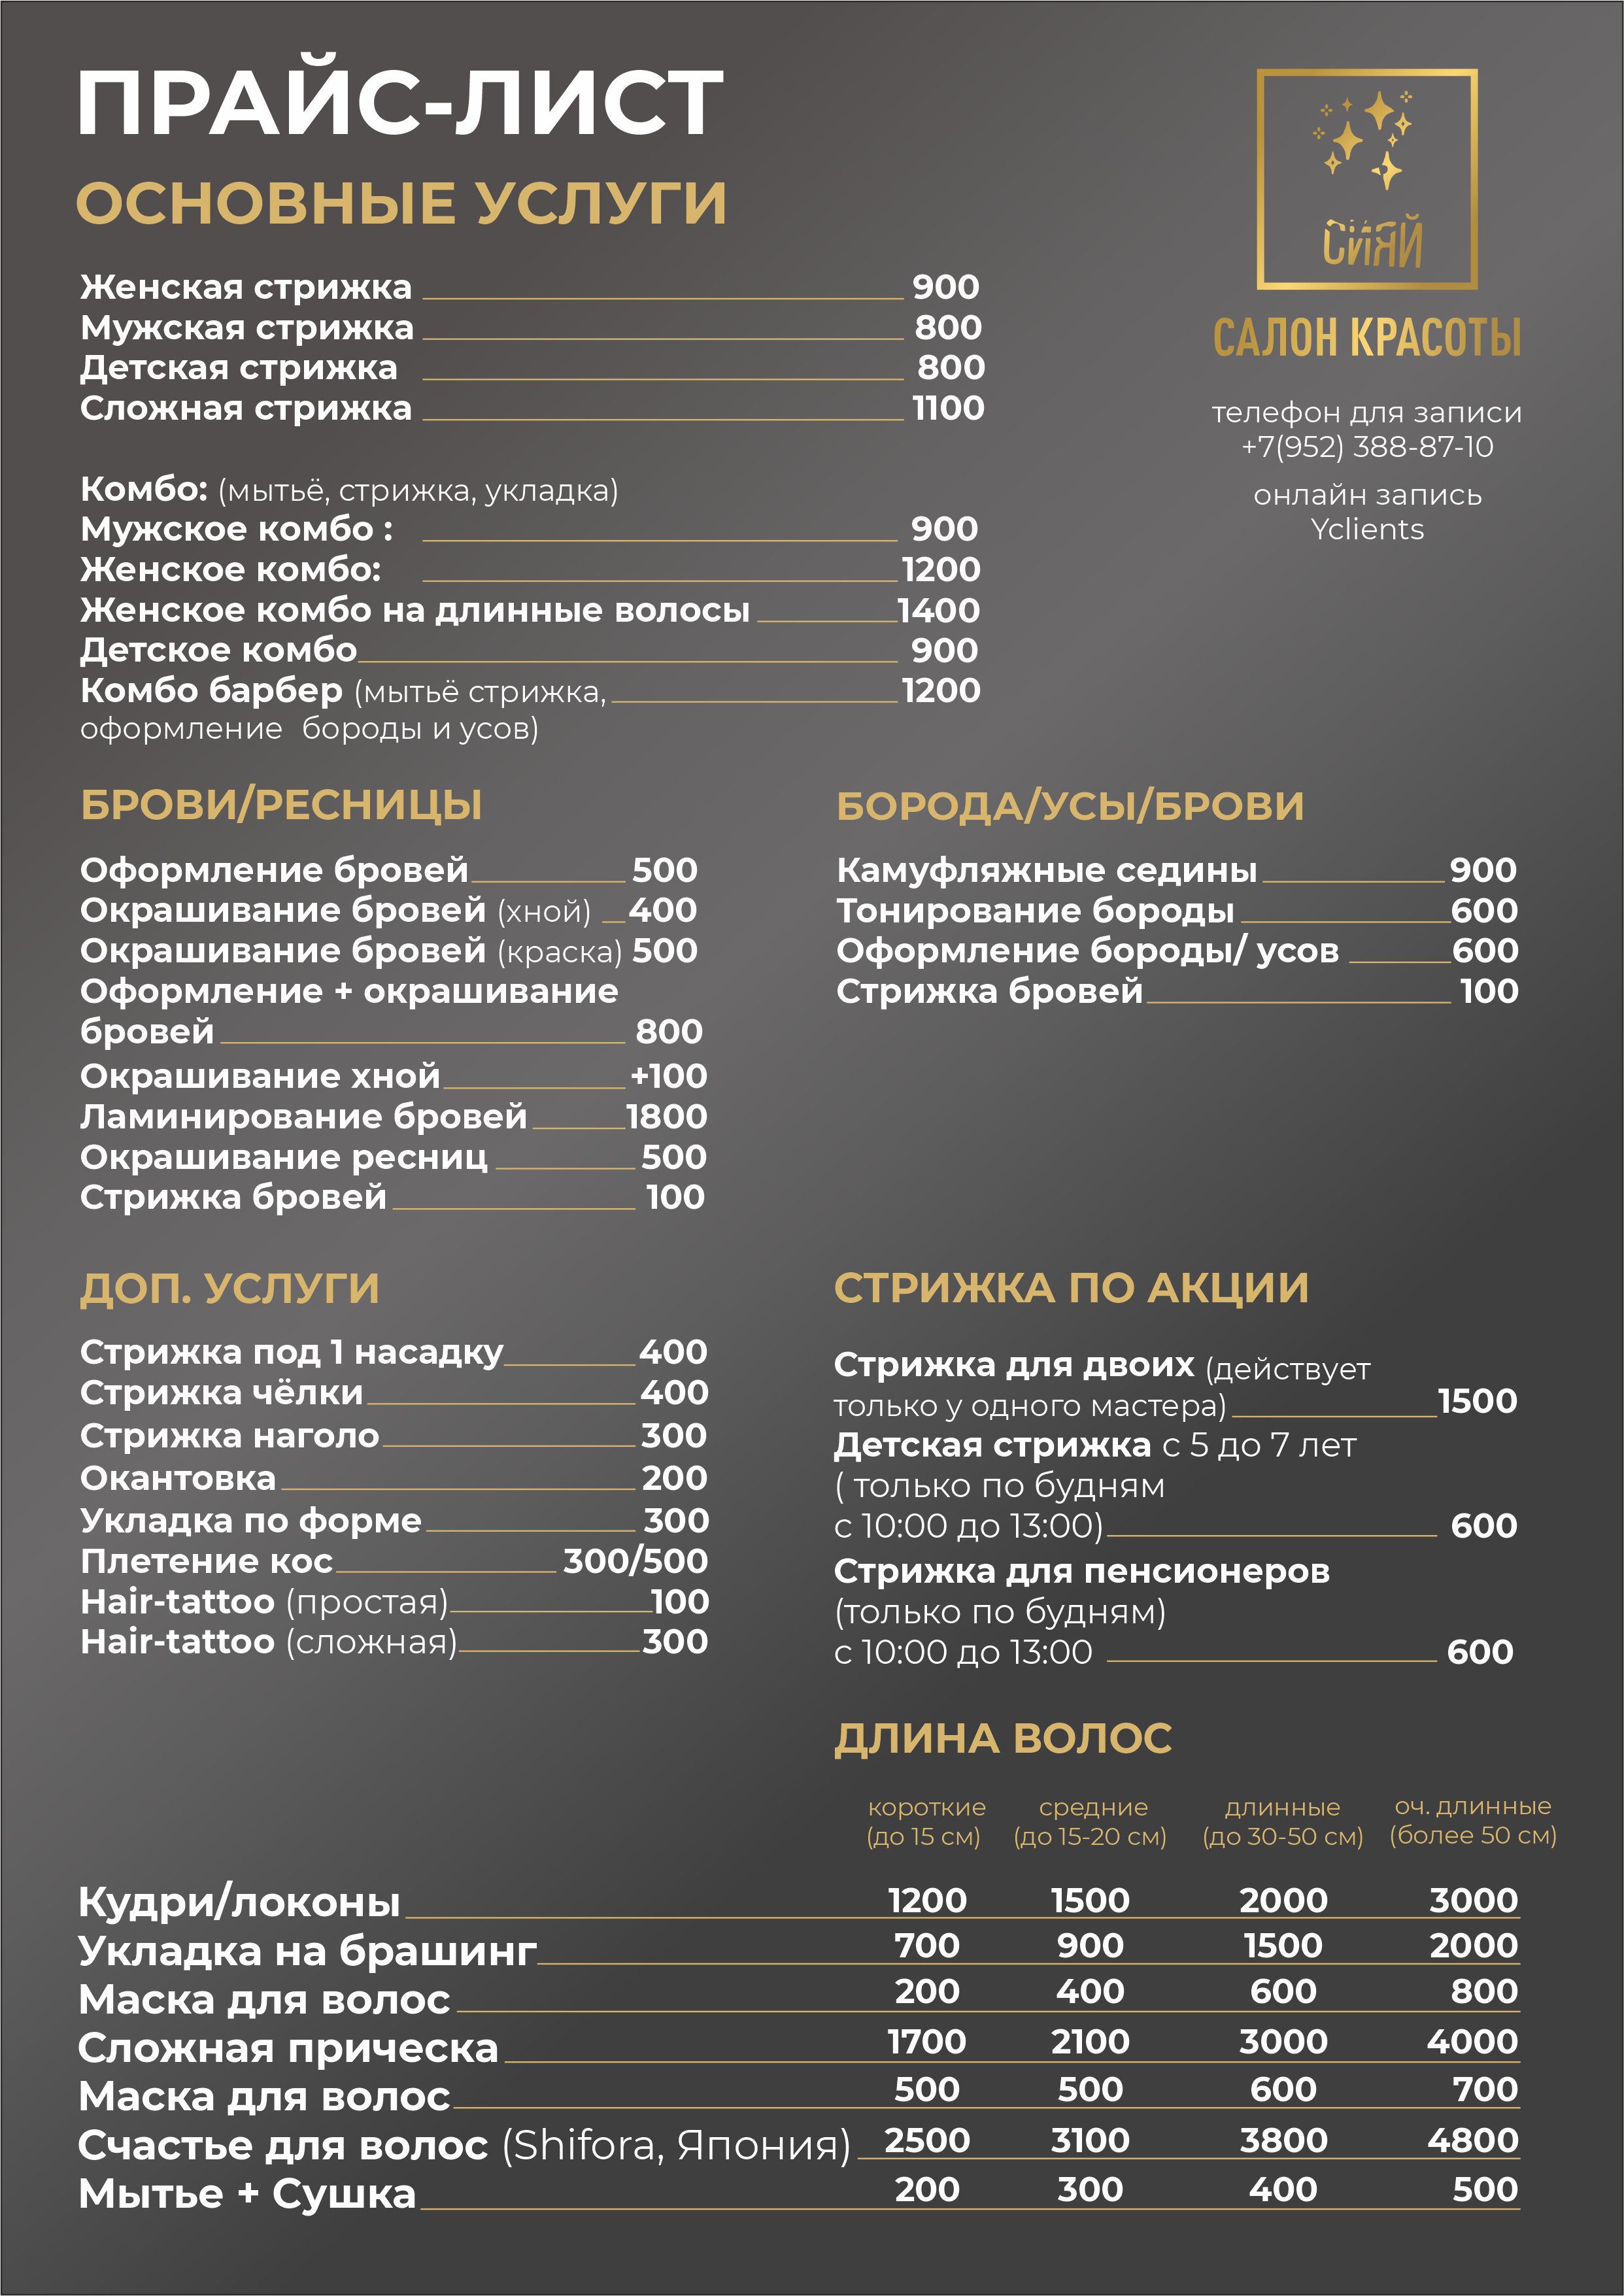 ПРАЙС-ЛИСТ
ОСНОВНЫЕ УСЛУГИ
Женская стрижка 900
Мужская стрижка 800
Детская стрижка 800
Сложная стрижка 1100
Комбо: (мытьё, стрижка, укладка)
Мужское комбо : 900
Женское комбо: 1200
Женское комбо на длинные волосы 1400
Детское комбо 900
Комбо барбер (мытьё стрижка, 1200
оформление бороды и усов)
СИЯЙ
САЛОН КРАСОТЫ
телефон для записи
+7(952) 388-87-10
онлайн запись
Yclients
БРОВИ/РЕСНИЦЫ
Оформление бровей 500
Окрашивание бровей (хной) 400
Окрашивание бровей (краска) 500
Оформление + окрашивание
бровей 800
Окрашивание хной +100
Ламинирование бровей 1800
Окрашивание ресниц 500
Стрижка бровей 100
БОРОДА/УСЫ/БРОВИ
Камуфляжные седины 900
Тонирование бороды 600
Оформление бороды/ усов 600
Стрижка бровей 100
ДОП. УСЛУГИ
Стрижка под 1 насадку 400
Стрижка чёлки 400
Стрижка наголо 300
Окантовка 200
Укладка по форме 300
Плетение кос 300/500
Hair-tattoo (простая) 100
Hair-tattoo (сложная) 300
СТРИЖКА ПО АКЦИИ
Стрижка для двоих (действует
только у одного мастера) 1500
Детская стрижка с 5 до 7 лет
( только по будням
с 10:00 до 13:00) 600
Стрижка для пенсионеров
(только по будням)
с 10:00 до 13:00 600
ДЛИНА ВОЛОС
короткие средние длинные оч. длинные
(до 15 см) (до 15-20 см) (до 30-50 см) (более 50 см)
Кудри/локоны 1200 1500 2000 3000
Укладка на брашинг 700 900 1500 2000
Маска для волос 200 400 600 800
Сложная прическа 1700 2100 3000 4000
Маска для волос 500 500 600 700
Счастье для волос (Shifora, Япония) 2500 3100 3800 4800
Мытье + Сушка 200 300 400 500